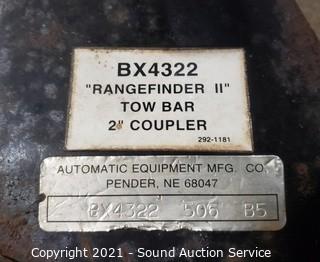 BX4322
"RANGEFINDER II"
TOW BAR
2" COUPLER
292-1181
AUTOMATIC EQUIPMENT MFG. CO.
PENDER, NE 68047
BX4322 506 B5
Copyright 2021 - Sound Auction Service